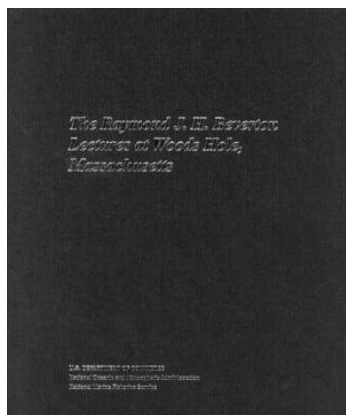 The Raymond J. H. Beverton
Lectures at Woods Hole,
Massachusetts
U.S. DEPARTMENT OF COMMERCE
National Oceanic and Atmospheric Administration
National Marine Fisheries Service